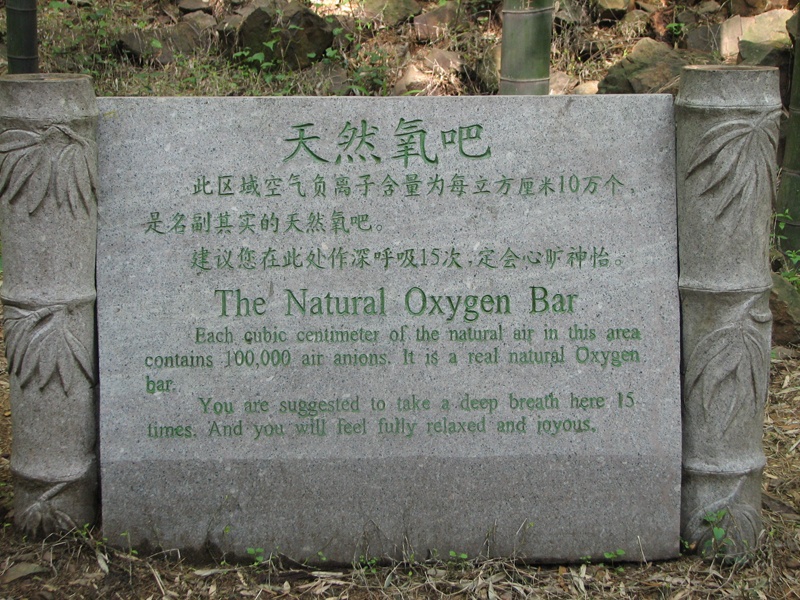 天然氧吧
此区域空气负离子含量为每立方厘米10万个,
是名副其实的天然氧吧。
建议您在此处作深呼吸15次,定会心旷神怡。
The Natural Oxygen Bar
Each cubic centimeter of the natural air in this area
contains 100,000 air anions. It is a real natural Oxygen
bar.
You are suggested to take a deep breath here 15
times. And you will feel fully relaxed and joyous.